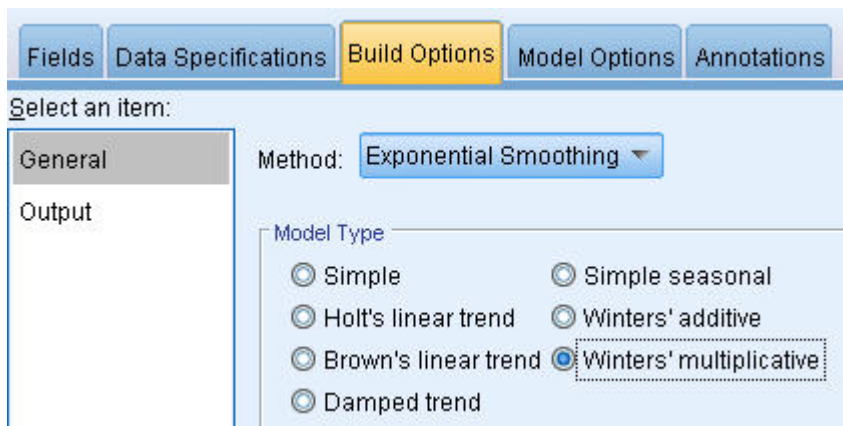 Fields Data Specifications Build Options Model Options Annotations
Select an item:
General
Output
Method: Exponential Smoothing
Model Type
Simple
Simple seasonal
Holt's linear trend
Winters' additive
Brown's linear trend
Winters' multiplicative
Damped trend